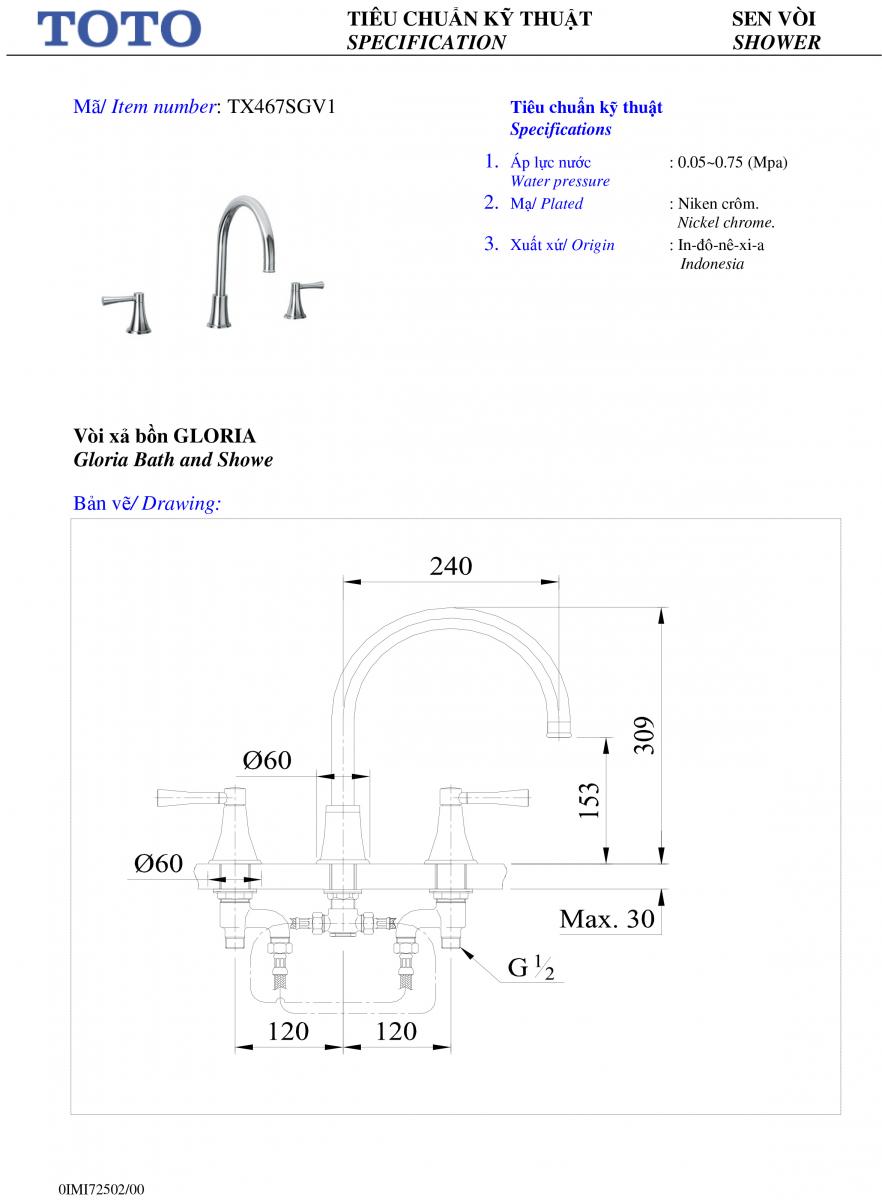 TOTO
TIÊU CHUẨN KỸ THUẬT
SPECIFICATION
SEN VÒI
SHOWER
Mã/ Item number: TX467SGV1
Tiêu chuẩn kỹ thuật
Specifications
1. Áp lực nước : 0.05~0.75 (Mpa)
Water pressure
2. Mạ/ Plated : Niken crôm.
Nickel chrome.
3. Xuất xứ/ Origin : In-đô-nê-xi-a
Indonesia
Vòi xả bồn GLORIA
Gloria Bath and Showe
Bản vẽ/ Drawing:
240
309
Ø60
153
Ø60
Max. 30
G 1/2
120
120
0IMI72502/00